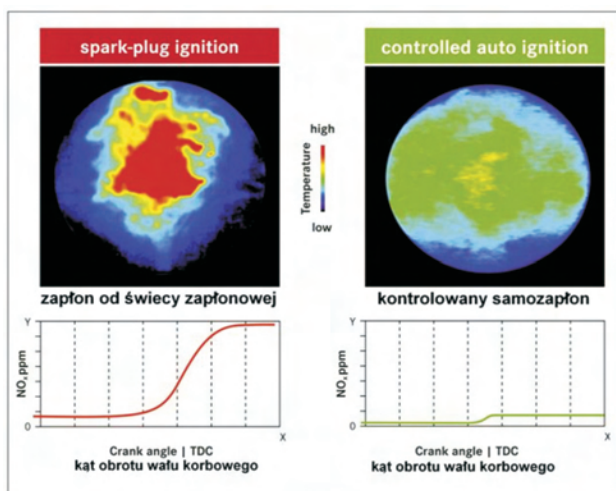 spark-plug ignition
controlled auto ignition
high
Temperature
low
zapłon od świecy zapłonowej
kontrolowany samozapłon
Y
NOx ppm
0
X
Crank angle | TDC
kąt obrotu wału korbowego
Y
NOx ppm
0
X
Crank angle | TDC
kąt obrotu wału korbowego